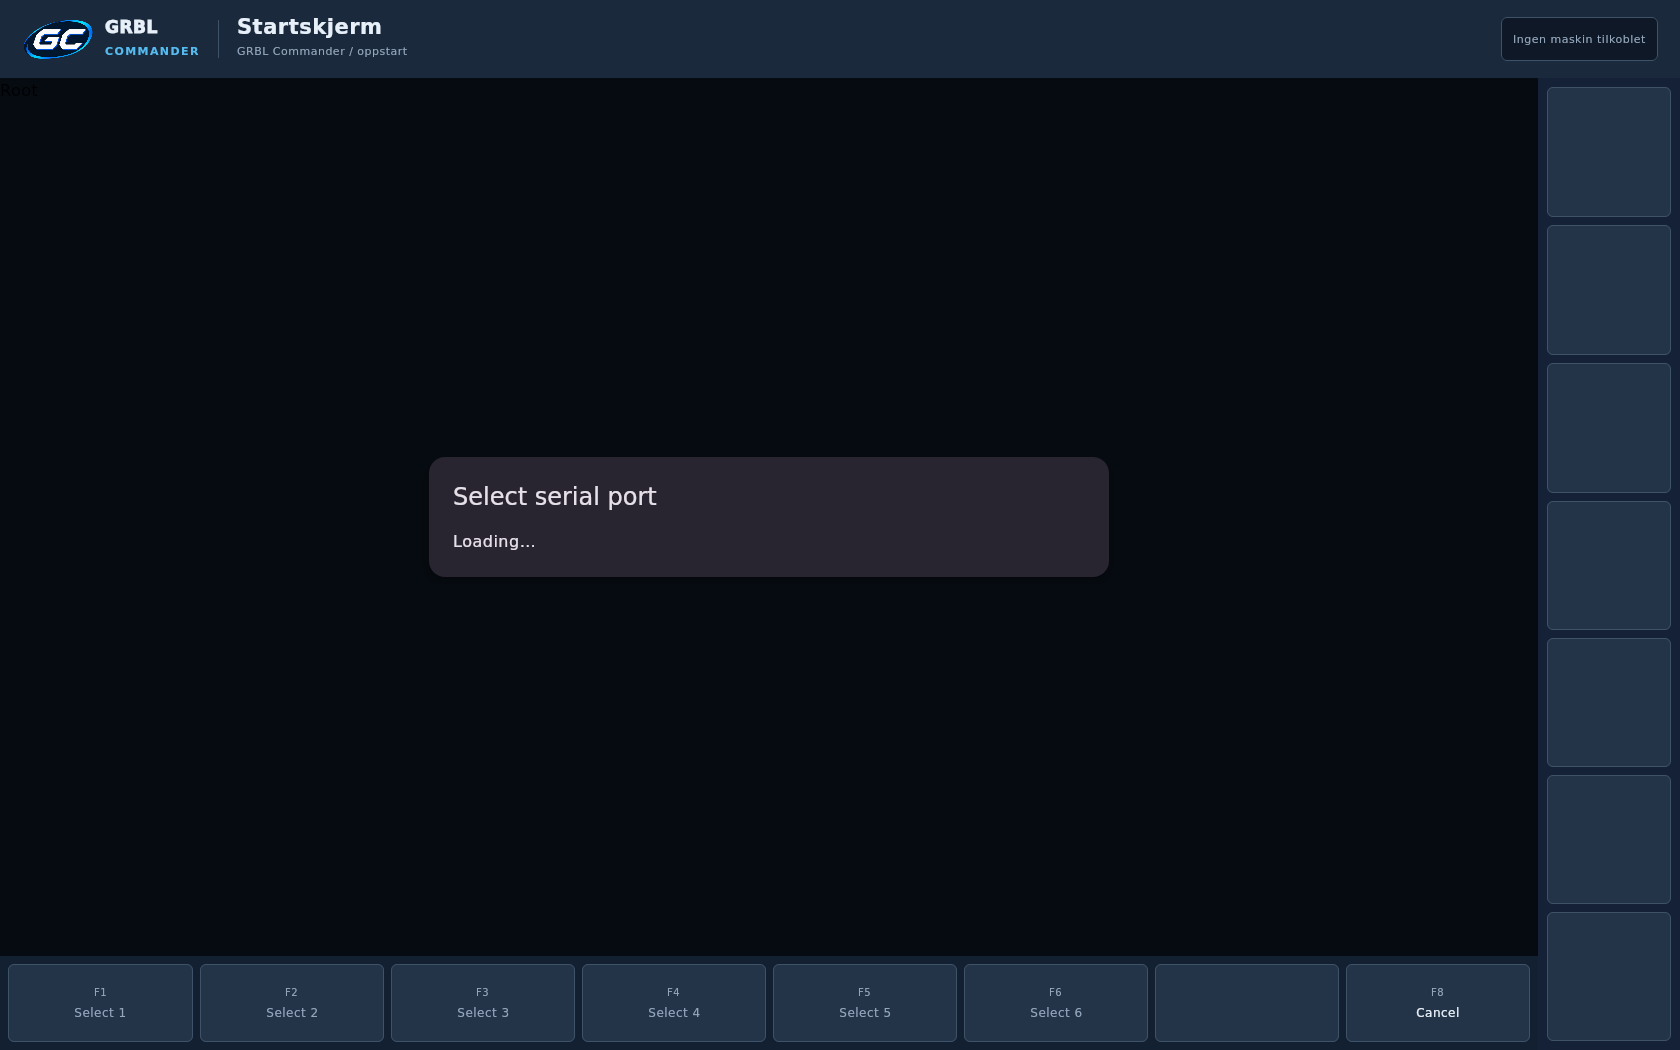 GC
GRBL
COMMANDER
Startskjerm
GRBL Commander / oppstart
Ingen maskin tilkoblet
Root
Select serial port
Loading...
F1
Select 1
F2
Select 2
F3
Select 3
F4
Select 4
F5
Select 5
F6
Select 6
F8
Cancel